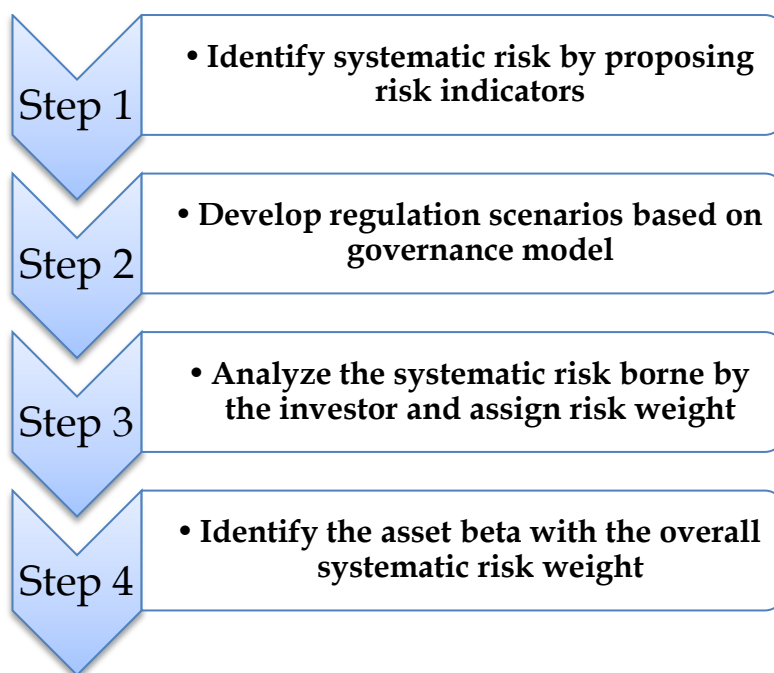 Step 1
• Identify systematic risk by proposing
risk indicators
Step 2
• Develop regulation scenarios based on
governance model
Step 3
• Analyze the systematic risk borne by
the investor and assign risk weight
Step 4
• Identify the asset beta with the overall
systematic risk weight